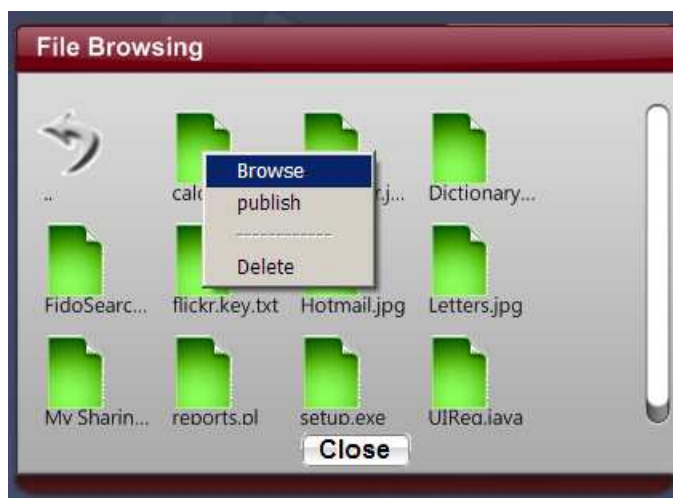 File Browsing
..
Dictionary...
Browse
publish
------------
Delete
FidoSearc...
flickr.key.txt
Hotmail.jpg
Letters.jpg
My Sharin...
reports.pl
setup.exe
UIReg.java
Close